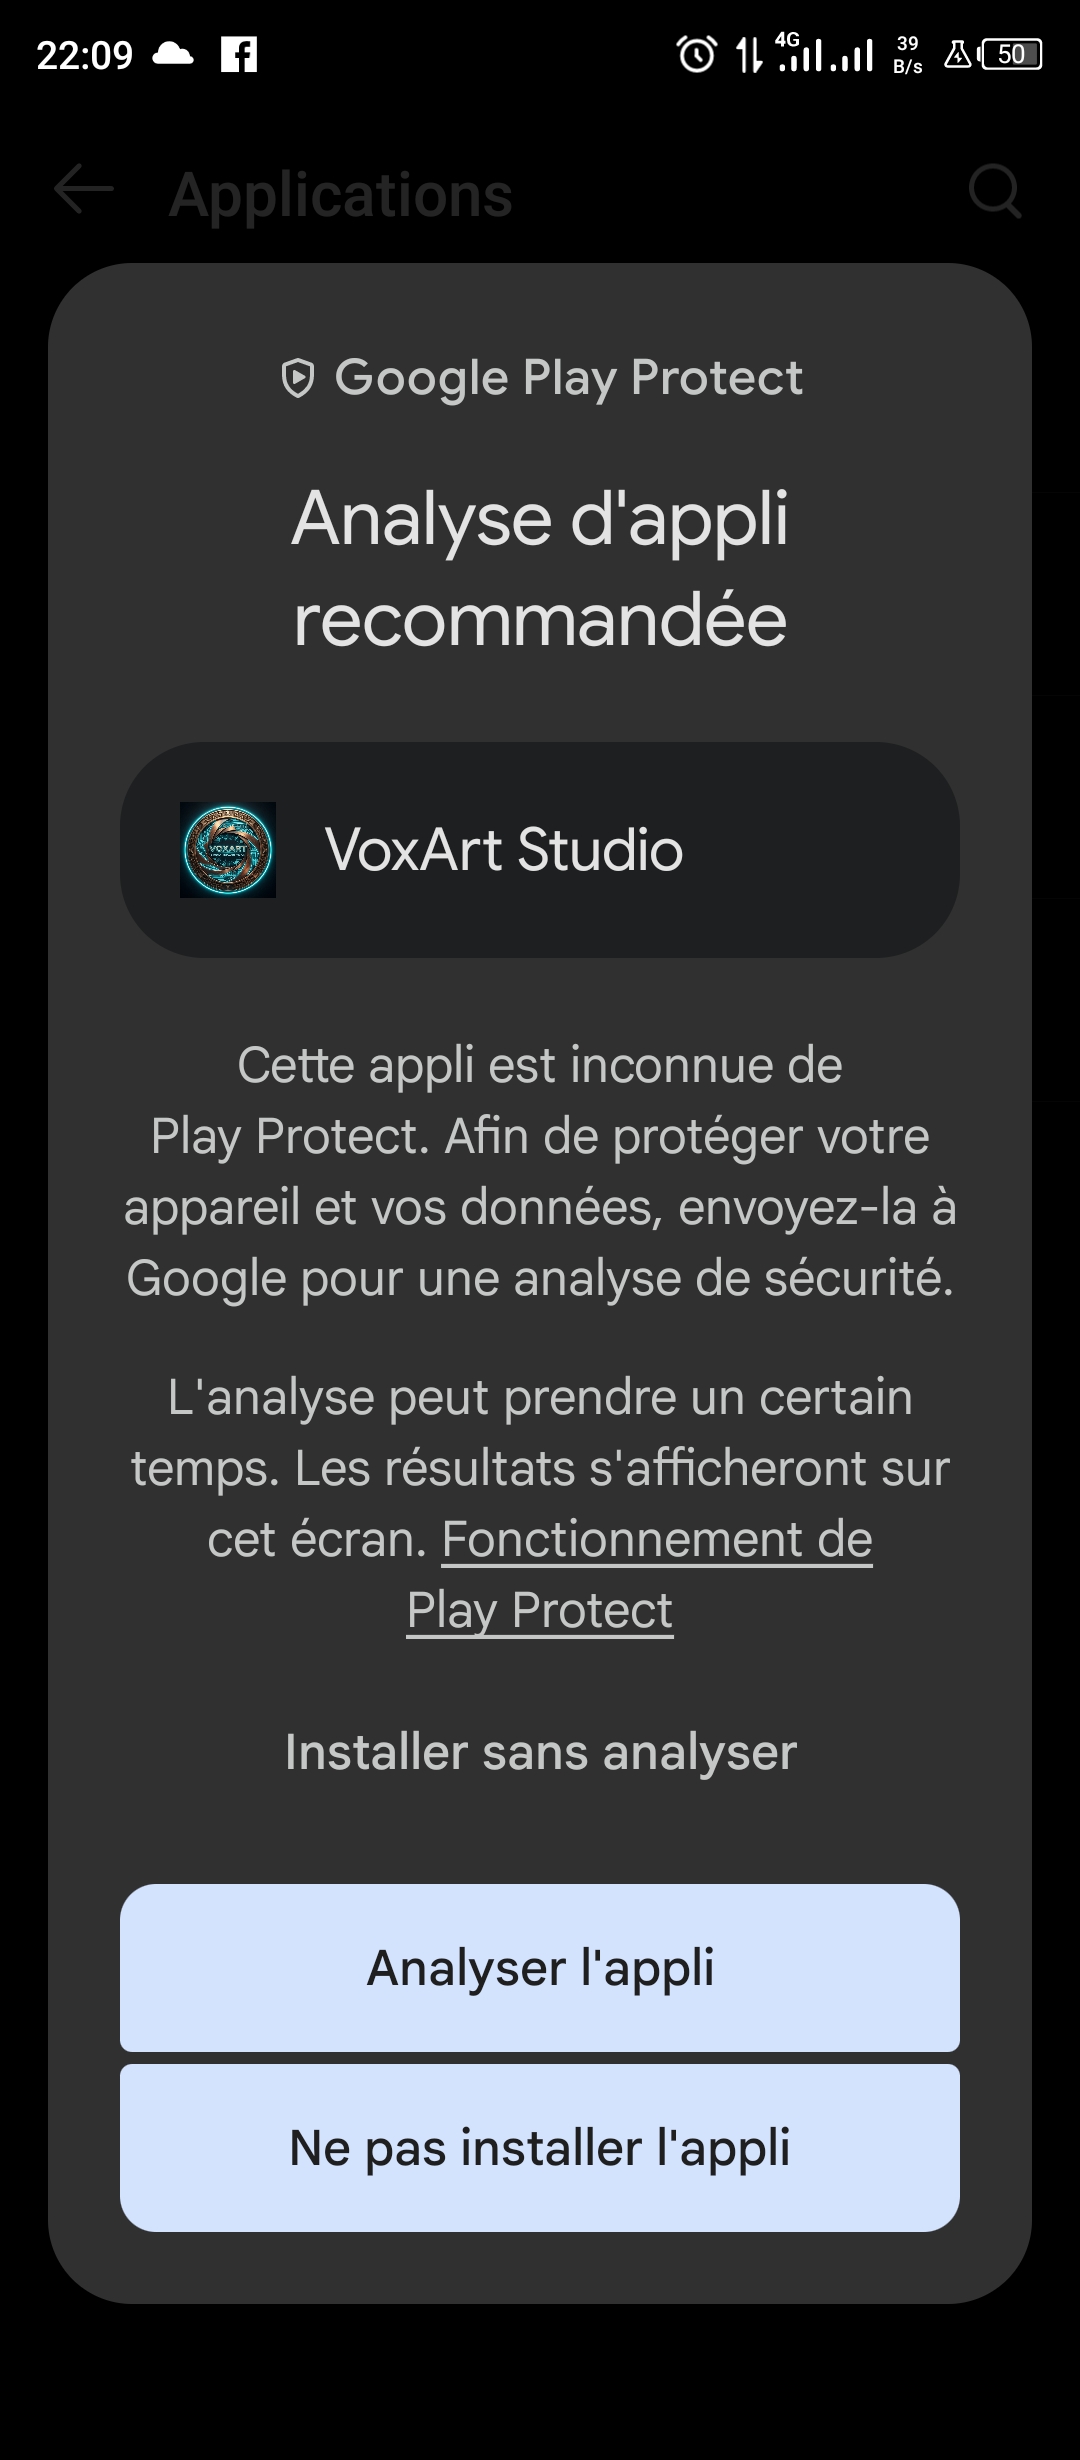 22:09
4G
39
B/s
50
Applications
Google Play Protect
Analyse d'appli
recommandée
VOXART
VoxArt Studio
Cette appli est inconnue de
Play Protect. Afin de protéger votre
appareil et vos données, envoyez-la à
Google pour une analyse de sécurité.
L'analyse peut prendre un certain
temps. Les résultats s'afficheront sur
cet écran. Fonctionnement de
Play Protect
Installer sans analyser
Analyser l'appli
Ne pas installer l'appli